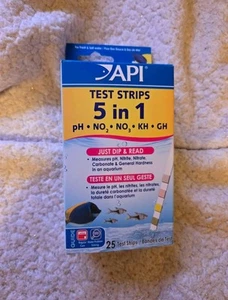 API
TEST STRIPS
5 in 1
pH • NO₂ • NO₃ • KH • GH
JUST DIP & READ
• Measures pH, Nitrite, Nitrate,
Carbonate & General Hardness
in an aquarium
TESTE EN UN SEUL GESTE
• Mesure le pH, les nitrites, les nitrates,
la dureté carbonatée et la dureté
totale dans l'aquarium
25 Test Strips / Bandes de